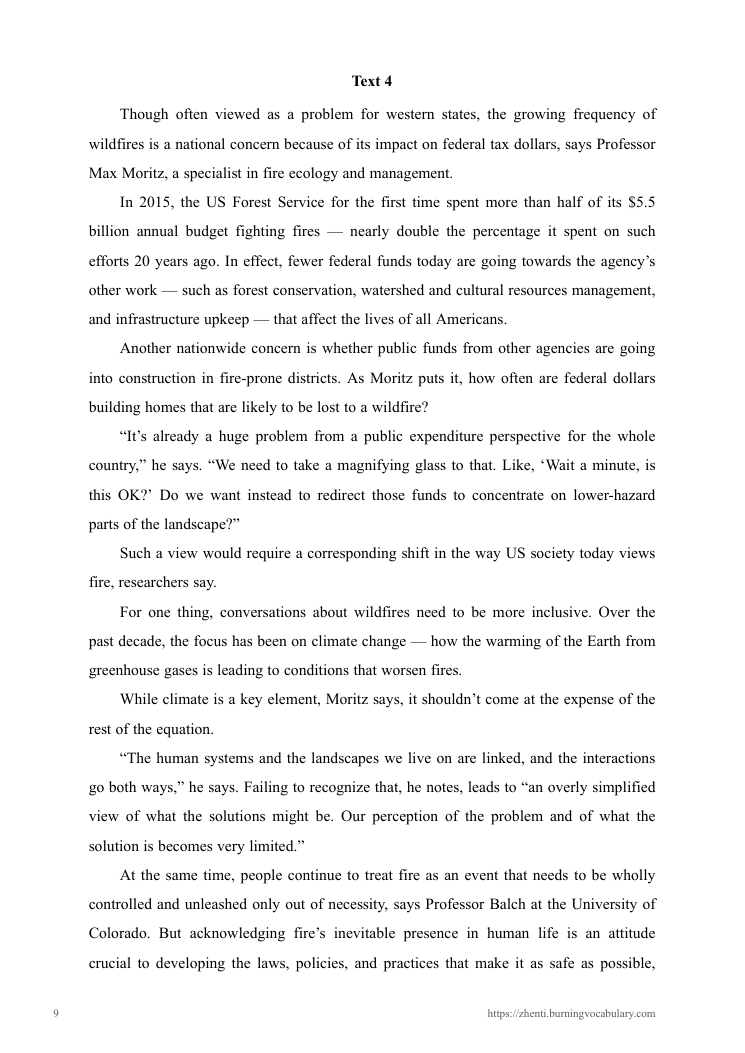 Text 4
Though often viewed as a problem for western states, the growing frequency of
wildfires is a national concern because of its impact on federal tax dollars, says Professor
Max Moritz, a specialist in fire ecology and management.
In 2015, the US Forest Service for the first time spent more than half of its $5.5
billion annual budget fighting fires — nearly double the percentage it spent on such
efforts 20 years ago. In effect, fewer federal funds today are going towards the agency’s
other work — such as forest conservation, watershed and cultural resources management,
and infrastructure upkeep — that affect the lives of all Americans.
Another nationwide concern is whether public funds from other agencies are going
into construction in fire-prone districts. As Moritz puts it, how often are federal dollars
building homes that are likely to be lost to a wildfire?
“It’s already a huge problem from a public expenditure perspective for the whole
country,” he says. “We need to take a magnifying glass to that. Like, ‘Wait a minute, is
this OK?’ Do we want instead to redirect those funds to concentrate on lower-hazard
parts of the landscape?”
Such a view would require a corresponding shift in the way US society today views
fire, researchers say.
For one thing, conversations about wildfires need to be more inclusive. Over the
past decade, the focus has been on climate change — how the warming of the Earth from
greenhouse gases is leading to conditions that worsen fires.
While climate is a key element, Moritz says, it shouldn’t come at the expense of the
rest of the equation.
“The human systems and the landscapes we live on are linked, and the interactions
go both ways,” he says. Failing to recognize that, he notes, leads to “an overly simplified
view of what the solutions might be. Our perception of the problem and of what the
solution is becomes very limited.”
At the same time, people continue to treat fire as an event that needs to be wholly
controlled and unleashed only out of necessity, says Professor Balch at the University of
Colorado. But acknowledging fire’s inevitable presence in human life is an attitude
crucial to developing the laws, policies, and practices that make it as safe as possible,
9
https://zhenti.burningvocabulary.com